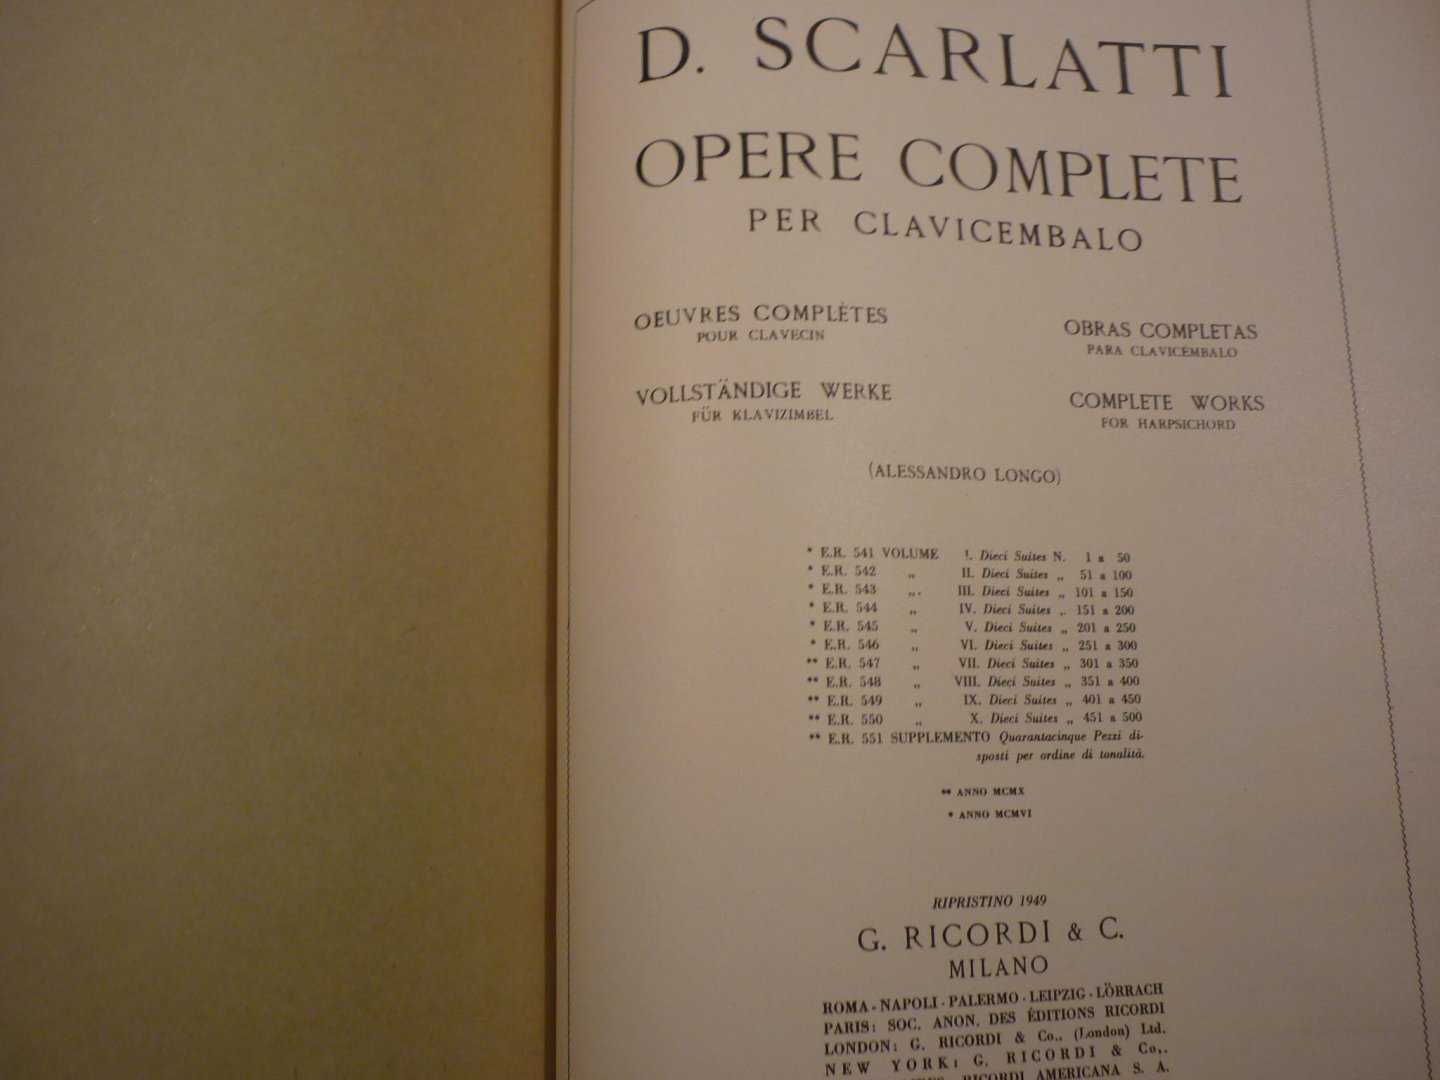 D. SCARLATTI
OPERE COMPLETE
PER CLAVICEMBALO
OEUVRES COMPLÈTES
POUR CLAVECIN
OBRAS COMPLETAS
PARA CLAVICÉMBALO
VOLLSTÄNDIGE WERKE
FÜR KLAVIZIMBEL
COMPLETE WORKS
FOR HARPSICHORD
(ALESSANDRO LONGO)
* E.R. 541 VOLUME I. Dieci Suites N. 1 a 50
* E.R. 542 „ II. Dieci Suites „ 51 a 100
* E.R. 543 „ III. Dieci Suites „ 101 a 150
* E.R. 544 „ IV. Dieci Suites „ 151 a 200
* E.R. 545 „ V. Dieci Suites „ 201 a 250
* E.R. 546 „ VI. Dieci Suites „ 251 a 300
** E.R. 547 „ VII. Dieci Suites „ 301 a 350
** E.R. 548 „ VIII. Dieci Suites „ 351 a 400
** E.R. 549 „ IX. Dieci Suites „ 401 a 450
** E.R. 550 „ X. Dieci Suites „ 451 a 500
** E.R. 551 SUPPLEMENTO Quarantacinque Pezzi di-
sposti per ordine di tonalità.
** ANNO MCMX
* ANNO MCMVI
RIPRISTINO 1949
G. RICORDI & C.
MILANO
ROMA - NAPOLI - PALERMO - LEIPZIG - LÖRRACH
PARIS: SOC. ANON. DES ÉDITIONS RICORDI
LONDON: G. RICORDI & Co., (London) Ltd.
NEW YORK: G. RICORDI & Co.,
RICORDI AMERICANA S. A.